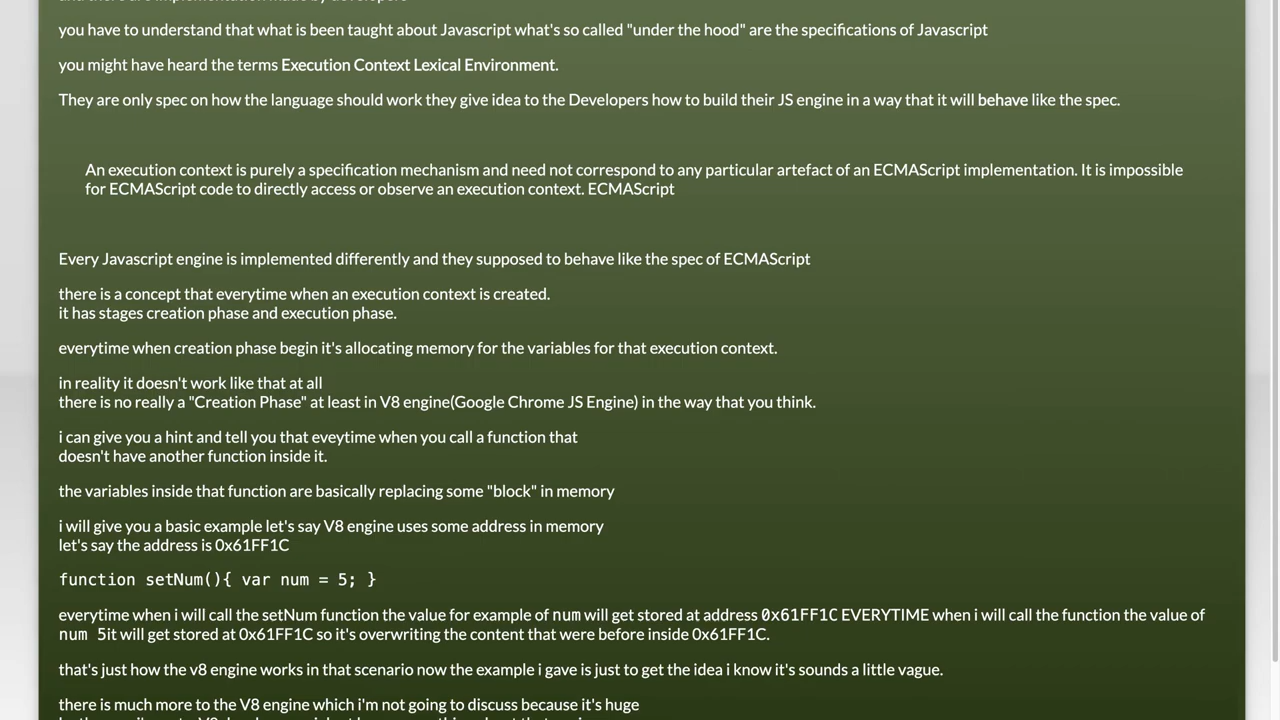 you have to understand that what is been taught about Javascript what's so called "under the hood" are the specifications of Javascript
you might have heard the terms Execution Context Lexical Environment.
They are only spec on how the language should work they give idea to the Developers how to build their JS engine in a way that it will behave like the spec.
An execution context is purely a specification mechanism and need not correspond to any particular artefact of an ECMAScript implementation. It is impossible
for ECMAScript code to directly access or observe an execution context. ECMAScript
Every Javascript engine is implemented differently and they supposed to behave like the spec of ECMAScript
there is a concept that everytime when an execution context is created.
it has stages creation phase and execution phase.
everytime when creation phase begin it's allocating memory for the variables for that execution context.
in reality it doesn't work like that at all
there is no really a "Creation Phase" at least in V8 engine(Google Chrome JS Engine) in the way that you think.
i can give you a hint and tell you that eveytime when you call a function that
doesn't have another function inside it.
the variables inside that function are basically replacing some "block" in memory
i will give you a basic example let's say V8 engine uses some address in memory
let's say the address is 0x61FF1C
function setNum(){ var num = 5; }
everytime when i will call the setNum function the value for example of num will get stored at address 0x61FF1C EVERYTIME when i will call the function the value of
num 5it will get stored at 0x61FF1C so it's overwriting the content that were before inside 0x61FF1C.
that's just how the v8 engine works in that scenario now the example i gave is just to get the idea i know it's sounds a little vague.
there is much more to the V8 engine which i'm not going to discuss because it's huge